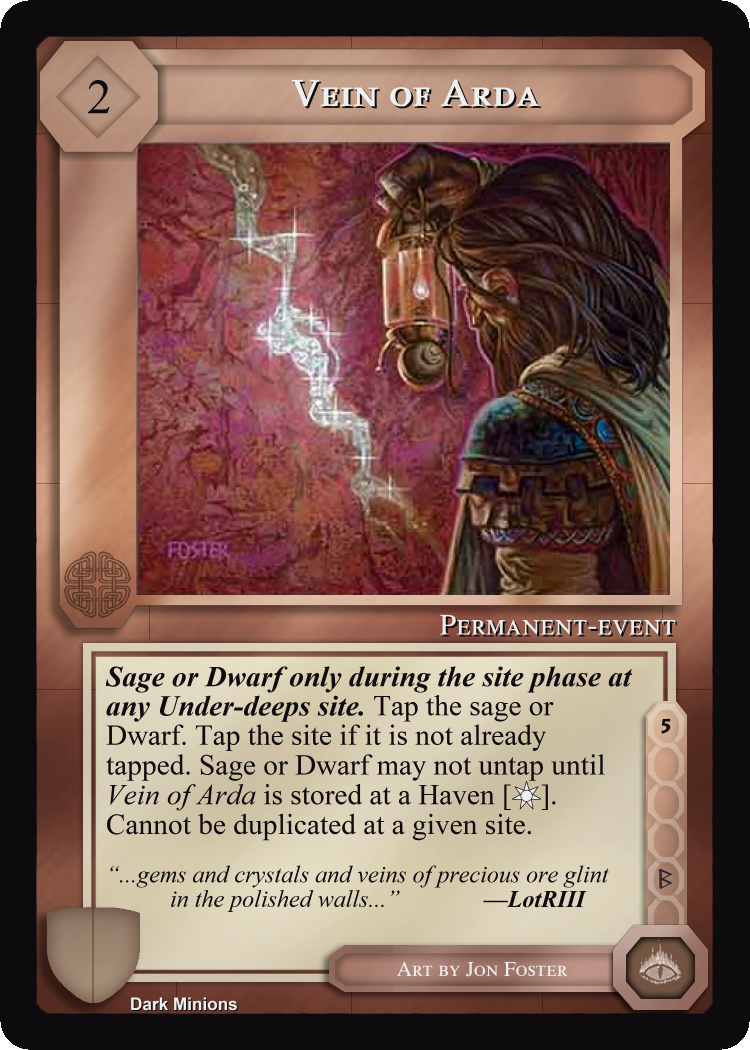 2
Vein of Arda
FOSTER
Permanent-event
Sage or Dwarf only during the site phase at
any Under-deeps site. Tap the sage or
Dwarf. Tap the site if it is not already
tapped. Sage or Dwarf may not untap until
Vein of Arda is stored at a Haven [☼].
Cannot be duplicated at a given site.
5
“...gems and crystals and veins of precious ore glint
in the polished walls...” —LotRIII
ᛒ
Art by Jon Foster
Dark Minions